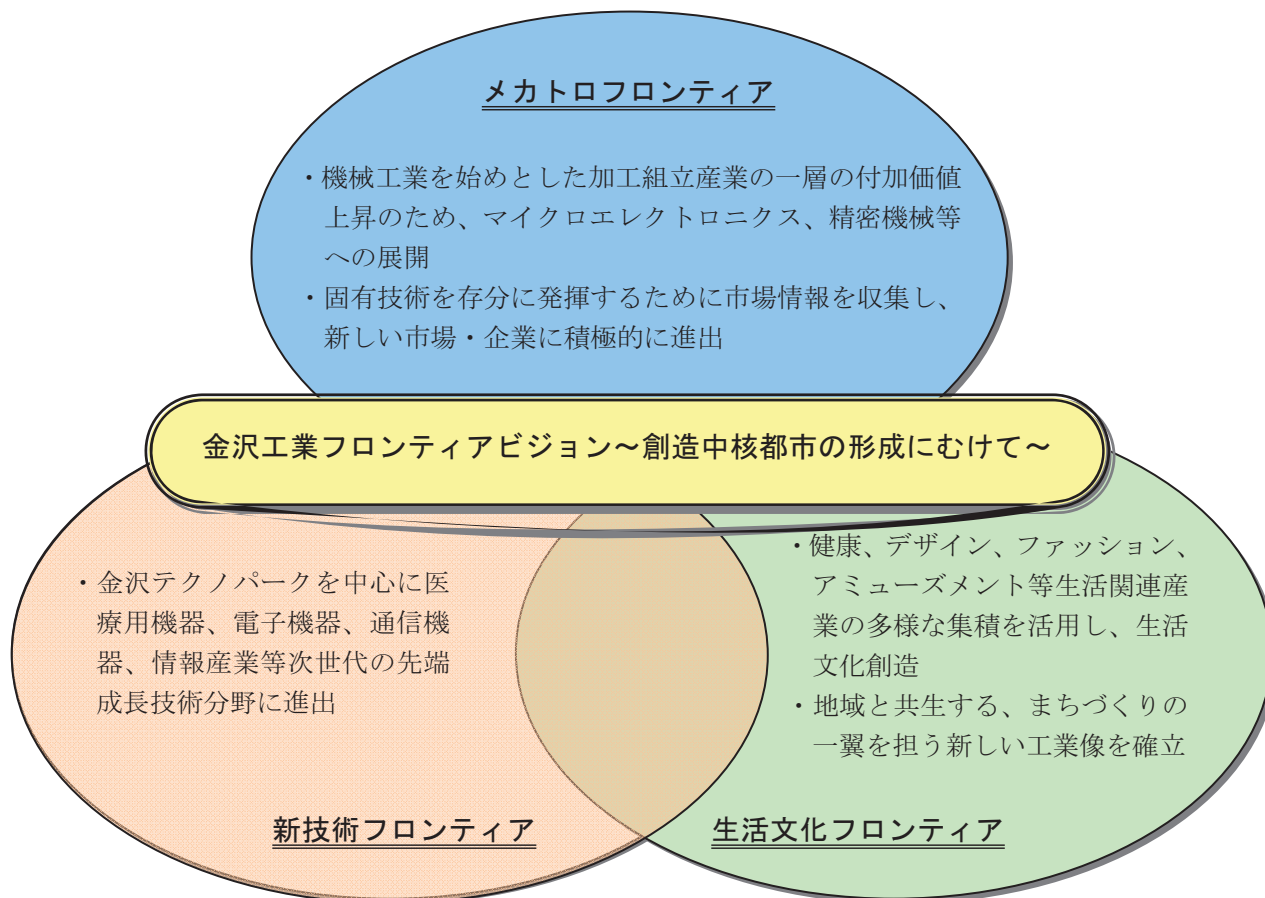 メカトロフロンティア
・機械工業を始めとした加工組立産業の一層の付加価値
上昇のため、マイクロエレクトロニクス、精密機械等
への展開
・固有技術を存分に発揮するために市場情報を収集し、
新しい市場・企業に積極的に進出
金沢工業フロンティアビジョン～創造中核都市の形成にむけて～
・金沢テクノパークを中心に医
療用機器、電子機器、通信機
器、情報産業等次世代の先端
成長技術分野に進出
新技術フロンティア
・健康、デザイン、ファッション、
アミューズメント等生活関連産
業の多様な集積を活用し、生活
文化創造
・地域と共生する、まちづくりの
一翼を担う新しい工業像を確立
生活文化フロンティア